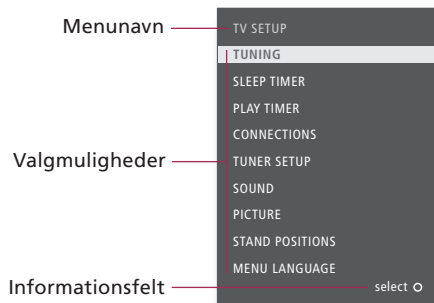 Menunavn
TV SETUP
TUNING
SLEEP TIMER
PLAY TIMER
CONNECTIONS
Valgmuligheder
TUNER SETUP
SOUND
PICTURE
STAND POSITIONS
MENU LANGUAGE
Informationsfelt
select